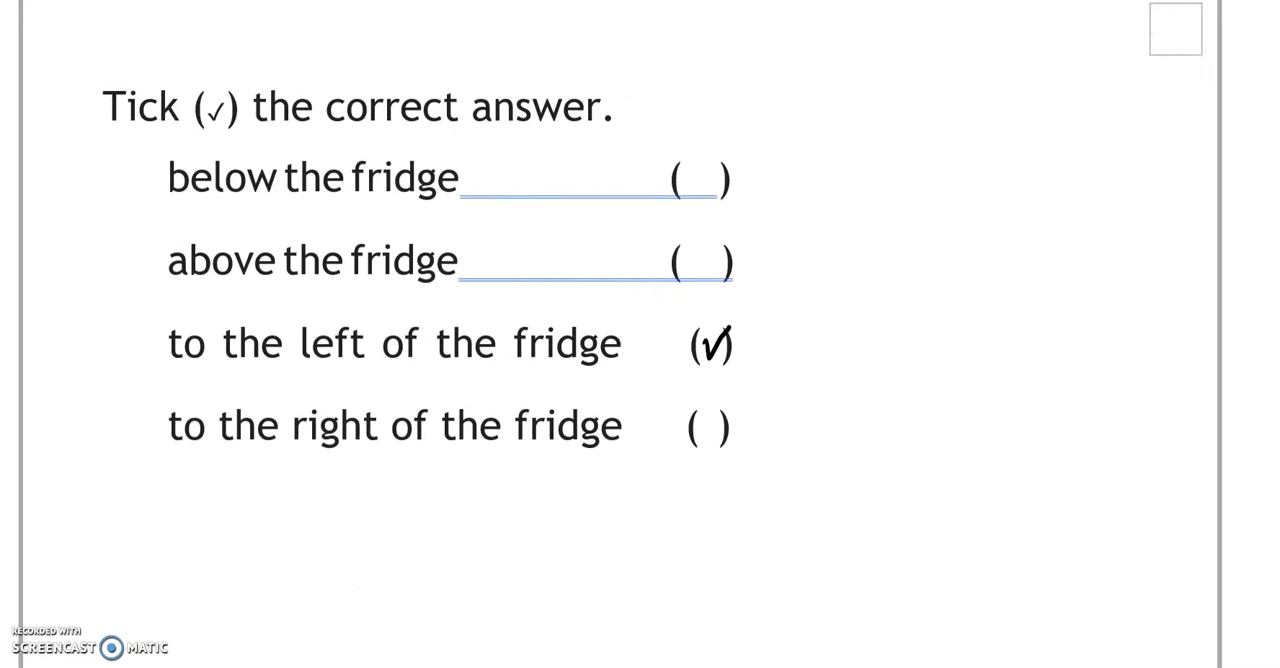 Tick (✓) the correct answer.
below the fridge ( )
above the fridge ( )
to the left of the fridge (✓)
to the right of the fridge ( )
RECORDED WITH
SCREENCAST MATIC